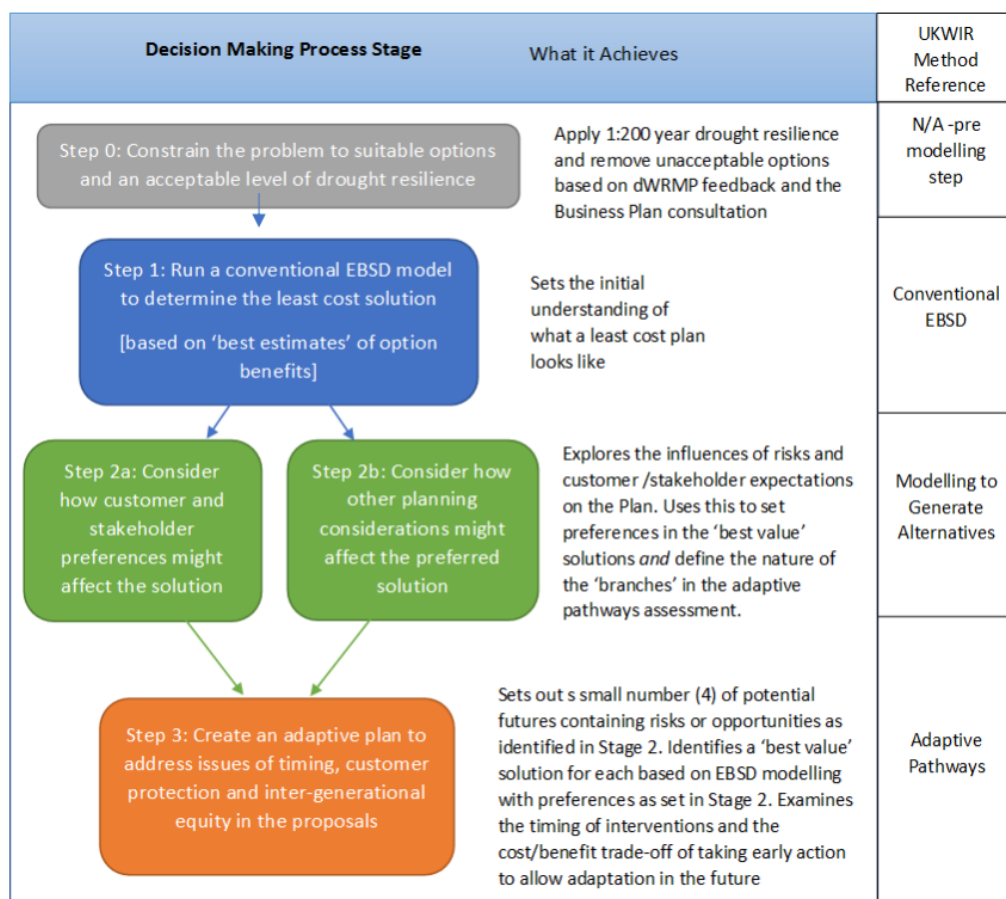 Decision Making Process Stage
What it Achieves
UKWIR
Method
Reference
Step 0: Constrain the problem to suitable options
and an acceptable level of drought resilience
Apply 1:200 year drought resilience
and remove unacceptable options
based on dWRMP feedback and the
Business Plan consultation
N/A -pre
modelling
step
Step 1: Run a conventional EBSD model
to determine the least cost solution
[based on ‘best estimates’ of option
benefits]
Sets the initial
understanding of
what a least cost plan
looks like
Conventional
EBSD
Step 2a: Consider
how customer and
stakeholder
preferences might
affect the solution
Step 2b: Consider how
other planning
considerations might
affect the preferred
solution
Explores the influences of risks and
customer /stakeholder expectations
on the Plan. Uses this to set
preferences in the ‘best value’
solutions and define the nature of
the ‘branches’ in the adaptive
pathways assessment.
Modelling to
Generate
Alternatives
Step 3: Create an adaptive plan to
address issues of timing, customer
protection and inter-generational
equity in the proposals
Sets out s small number (4) of potential
futures containing risks or opportunities as
identified in Stage 2. Identifies a ‘best value’
solution for each based on EBSD modelling
with preferences as set in Stage 2. Examines
the timing of interventions and the
cost/benefit trade-off of taking early action
to allow adaptation in the future
Adaptive
Pathways